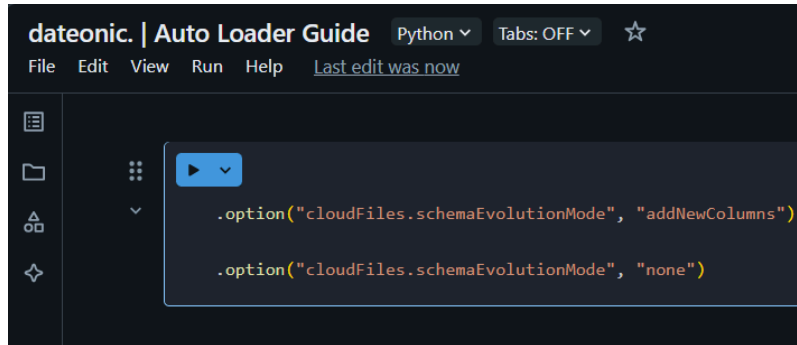 dateonic. | Auto Loader Guide Python Tabs: OFF
File Edit View Run Help Last edit was now
.option("cloudFiles.schemaEvolutionMode", "addNewColumns")
.option("cloudFiles.schemaEvolutionMode", "none")